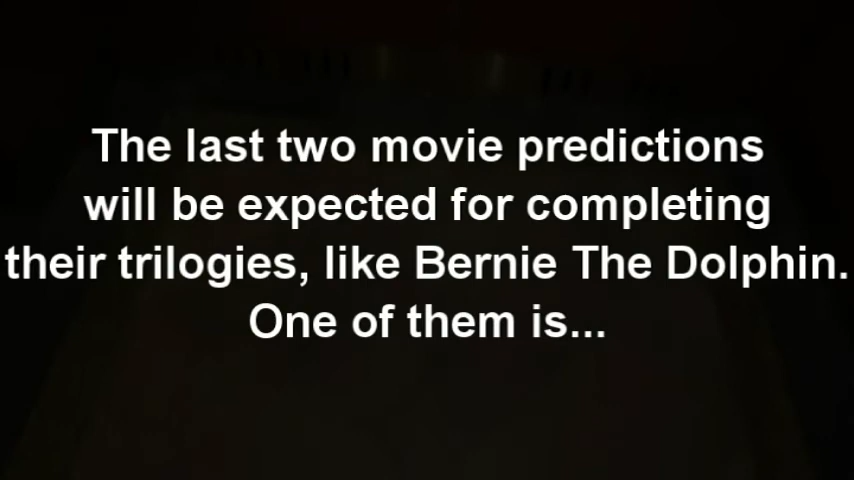 The last two movie predictions
will be expected for completing
their trilogies, like Bernie The Dolphin.
One of them is...